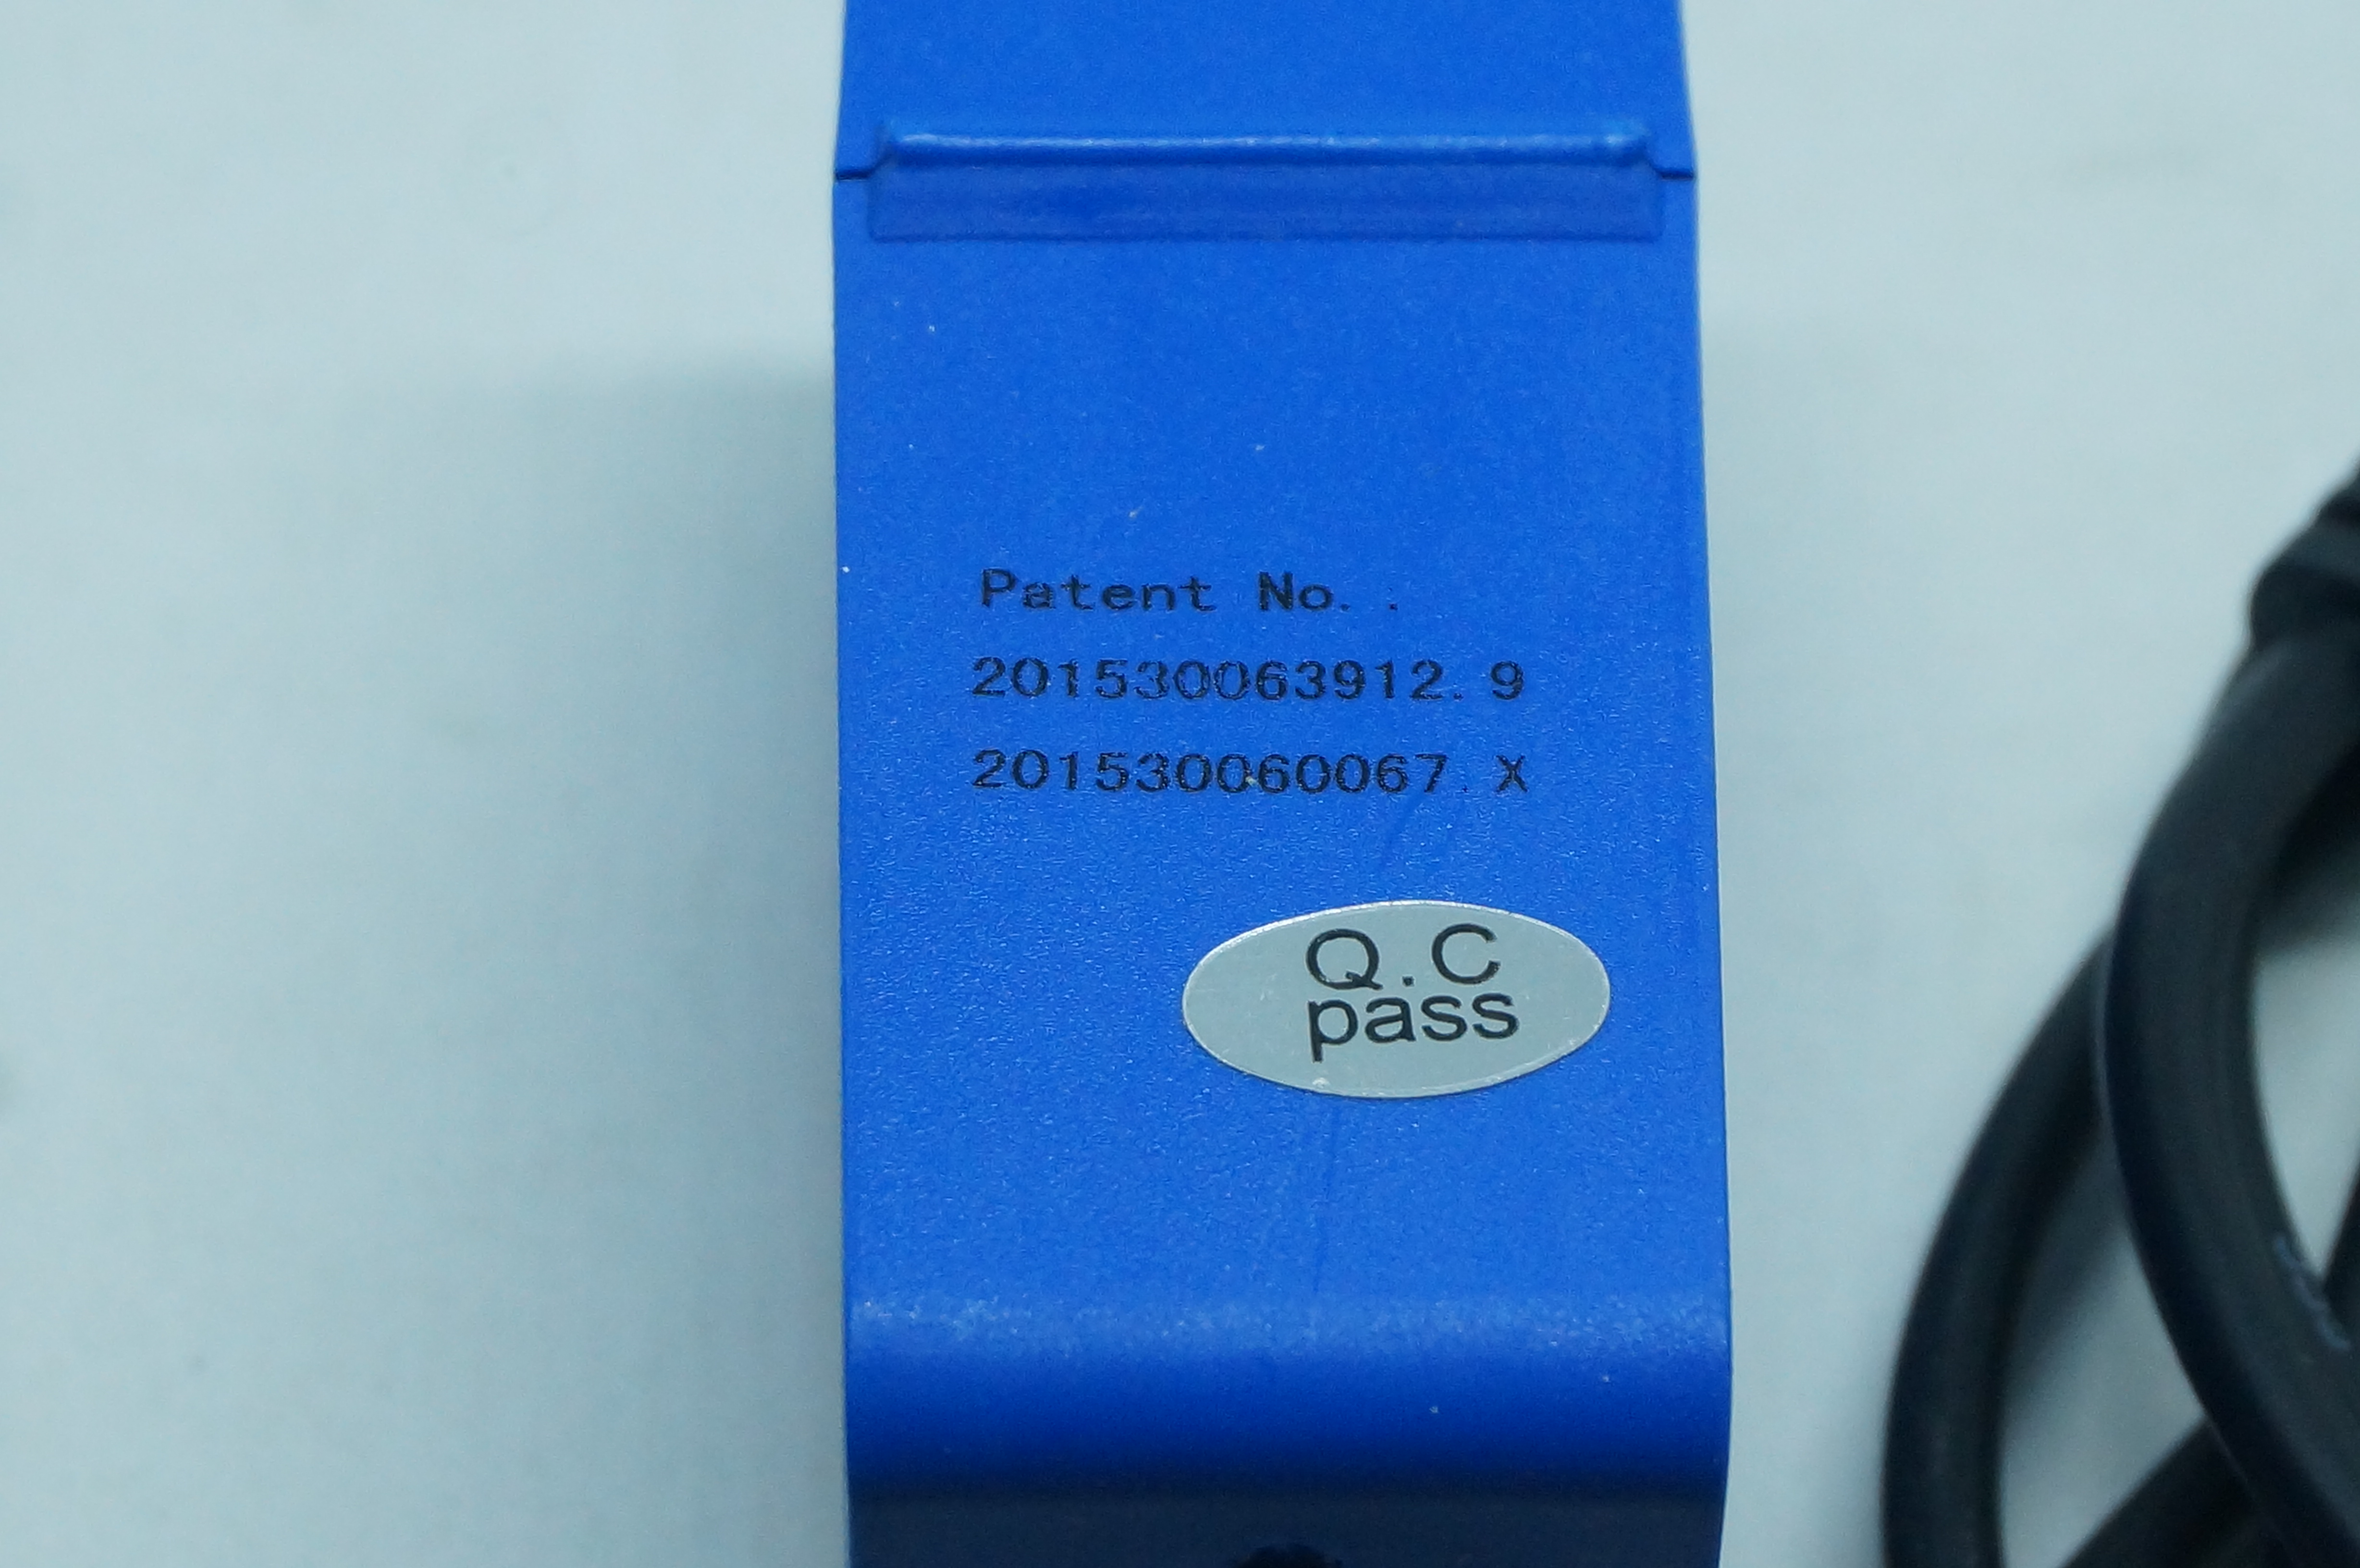 Patent No. :
201530063912.9
201530060067.X
Q.C
pass